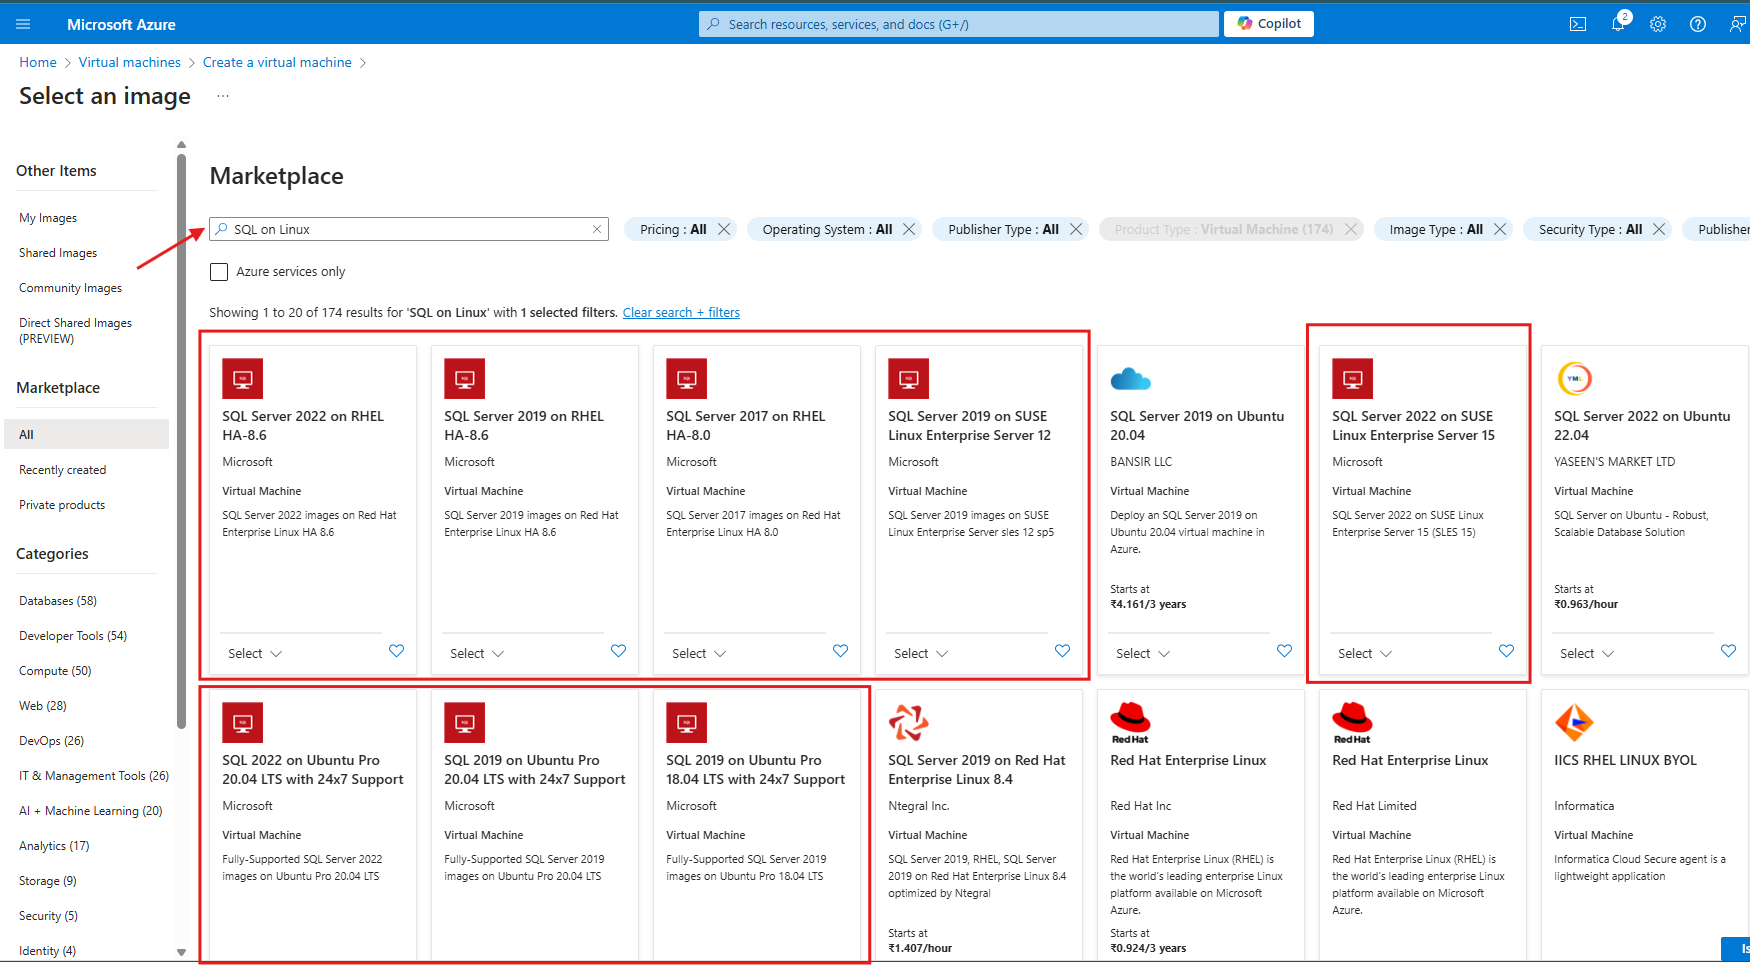 Microsoft Azure
Search resources, services, and docs (G+/)
Copilot
2
Home > Virtual machines > Create a virtual machine >
Select an image ...
Other Items
My Images
Shared Images
Community Images
Direct Shared Images
(PREVIEW)
Marketplace
All
Recently created
Private products
Categories
Databases (58)
Developer Tools (54)
Compute (50)
Web (28)
DevOps (26)
IT & Management Tools (26)
AI + Machine Learning (20)
Analytics (17)
Storage (9)
Security (5)
Identity (4)
Marketplace
SQL on Linux
Pricing : All
Operating System : All
Publisher Type : All
Product Type : Virtual Machine (174)
Image Type : All
Security Type : All
Publisher
Azure services only
Showing 1 to 20 of 174 results for 'SQL on Linux' with 1 selected filters. Clear search + filters
SQL Server 2022 on RHEL
HA-8.6
Microsoft
Virtual Machine
SQL Server 2022 images on Red Hat
Enterprise Linux HA 8.6
Select
SQL Server 2019 on RHEL
HA-8.6
Microsoft
Virtual Machine
SQL Server 2019 images on Red Hat
Enterprise Linux HA 8.6
Select
SQL Server 2017 on RHEL
HA-8.0
Microsoft
Virtual Machine
SQL Server 2017 images on Red Hat
Enterprise Linux HA 8.0
Select
SQL Server 2019 on SUSE
Linux Enterprise Server 12
Microsoft
Virtual Machine
SQL Server 2019 images on SUSE
Linux Enterprise Server sles 12 sp5
Select
SQL Server 2019 on Ubuntu
20.04
BANSIR LLC
Virtual Machine
Deploy an SQL Server 2019 on
Ubuntu 20.04 virtual machine in
Azure.
Starts at
₹4.161/3 years
Select
SQL Server 2022 on SUSE
Linux Enterprise Server 15
Microsoft
Virtual Machine
SQL Server 2022 on SUSE Linux
Enterprise Server 15 (SLES 15)
Select
YML
SQL Server 2022 on Ubuntu
22.04
YASEEN'S MARKET LTD
Virtual Machine
SQL Server on Ubuntu - Robust,
Scalable Database Solution
Starts at
₹0.963/hour
Select
SQL 2022 on Ubuntu Pro
20.04 LTS with 24x7 Support
Microsoft
Virtual Machine
Fully-Supported SQL Server 2022
images on Ubuntu Pro 20.04 LTS
SQL 2019 on Ubuntu Pro
20.04 LTS with 24x7 Support
Microsoft
Virtual Machine
Fully-Supported SQL Server 2019
images on Ubuntu Pro 20.04 LTS
SQL 2019 on Ubuntu Pro
18.04 LTS with 24x7 Support
Microsoft
Virtual Machine
Fully-Supported SQL Server 2019
images on Ubuntu Pro 18.04 LTS
SQL Server 2019 on Red Hat
Enterprise Linux 8.4
Ntegral Inc.
Virtual Machine
SQL Server 2019, RHEL, SQL Server
2019 on Red Hat Enterprise Linux 8.4
optimized by Ntegral
Starts at
₹1.407/hour
Red Hat
Red Hat Enterprise Linux
Red Hat Inc
Virtual Machine
Red Hat Enterprise Linux (RHEL) is
the world's leading enterprise Linux
platform available on Microsoft
Azure.
Starts at
₹0.924/3 years
Red Hat
Red Hat Enterprise Linux
Red Hat Limited
Virtual Machine
Red Hat Enterprise Linux (RHEL) is
the world's leading enterprise Linux
platform available on Microsoft
Azure.
IICS RHEL LINUX BYOL
Informatica
Virtual Machine
Informatica Cloud Secure agent is a
lightweight application